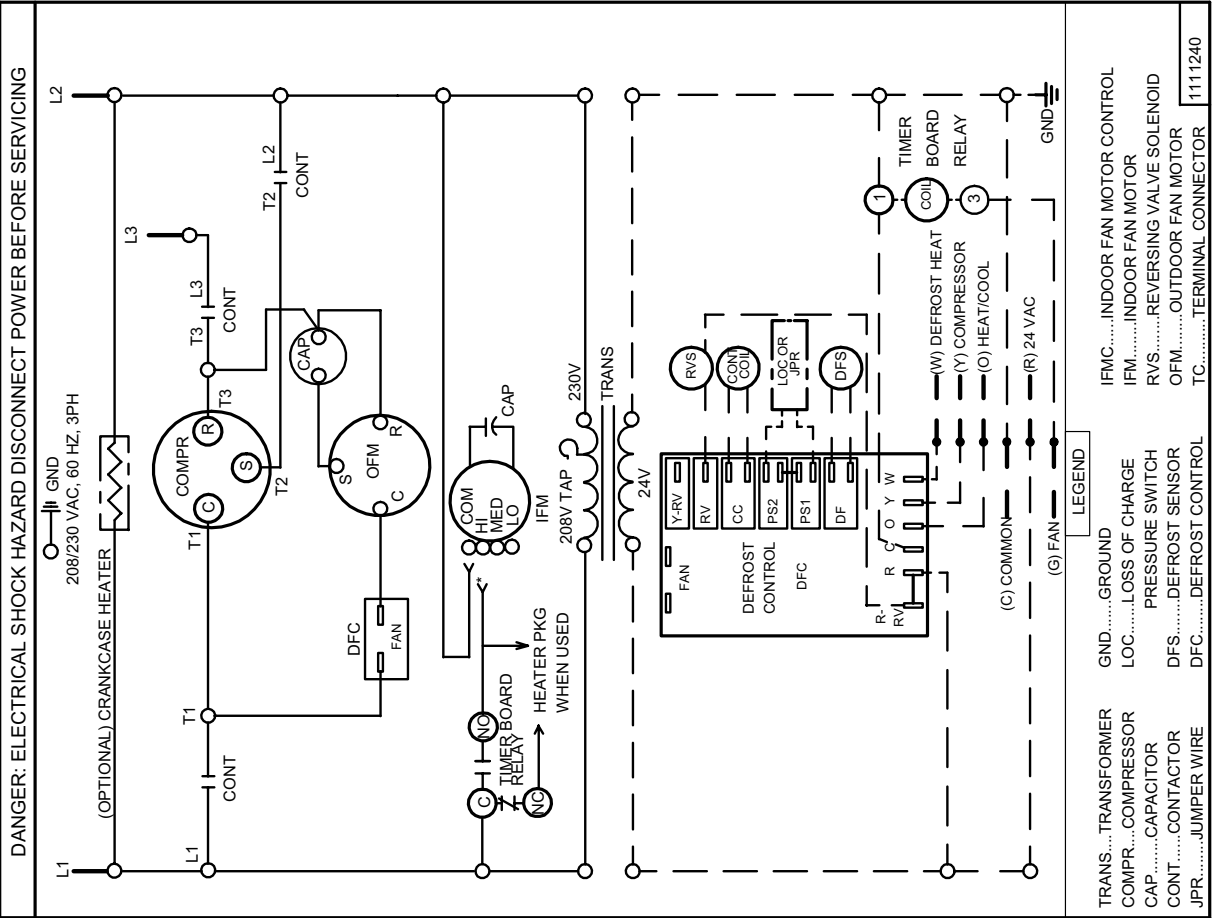 DANGER: ELECTRICAL SHOCK HAZARD DISCONNECT POWER BEFORE SERVICING
GND
208/230 VAC, 60 HZ, 3PH
L1
L2
(OPTIONAL) CRANKCASE HEATER
L3
L1
CONT
T1
T1
COMPR
C
S
R
T2
T3
T3
L3
CONT
T2
L2
CONT
DFC
FAN
OFM
C
S
R
CAP
C
NO
NC
TIMER BOARD
RELAY
HEATER PKG
WHEN USED
*
COM
HI
MED
LO
IFM
CAP
208V TAP
230V
TRANS
24V
FAN
DEFROST
CONTROL
DFC
Y-RV
RV
CC
PS2
PS1
DF
R-
RV
R
C
O
Y
W
RVS
CONT
COIL
LOC OR
JPR
DFS
1
COIL
3
TIMER
BOARD
RELAY
(W) DEFROST HEAT
(Y) COMPRESSOR
(O) HEAT/COOL
(C) COMMON
(R) 24 VAC
(G) FAN
GND
LEGEND
TRANS....TRANSFORMER
COMPR...COMPRESSOR
CAP........CAPACITOR
CONT......CONTACTOR
JPR.........JUMPER WIRE
GND........GROUND
LOC........LOSS OF CHARGE
PRESSURE SWITCH
DFS........DEFROST SENSOR
DFC........DEFROST CONTROL
IFMC......INDOOR FAN MOTOR CONTROL
IFM........INDOOR FAN MOTOR
RVS.......REVERSING VALVE SOLENOID
OFM......OUTDOOR FAN MOTOR
TC........TERMINAL CONNECTOR
1111240